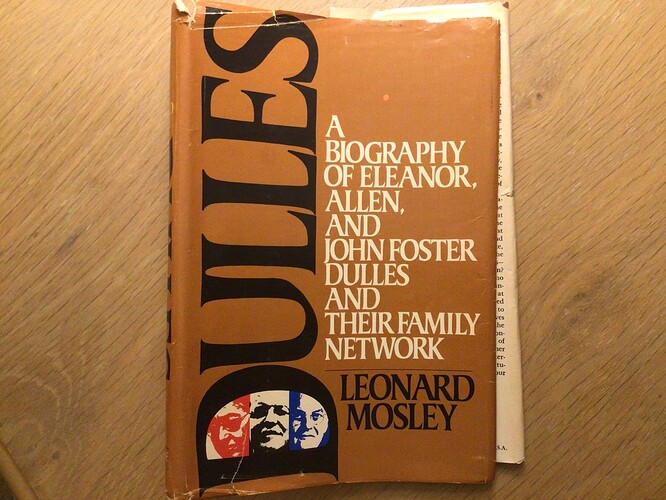 DULLES
A
BIOGRAPHY
OF ELEANOR,
ALLEN,
AND
JOHN FOSTER
DULLES
AND
THEIR FAMILY
NETWORK
LEONARD
MOSLEY
S.A.